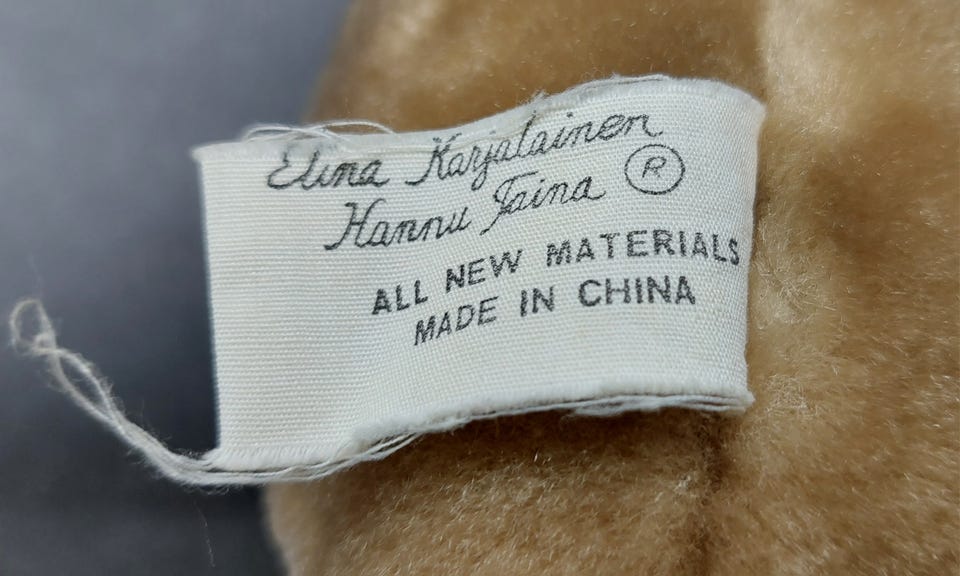 Elina Karjalainen
Hannu Taina ®
ALL NEW MATERIALS
MADE IN CHINA